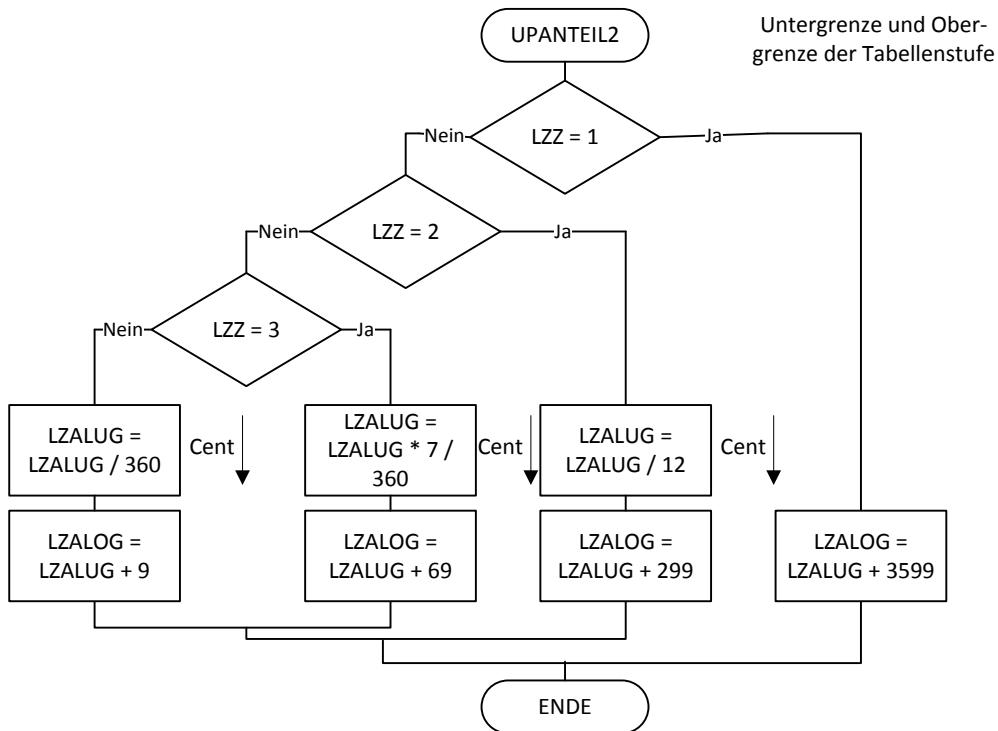 UPANTEIL2
Untergrenze und Ober-
grenze der Tabellenstufe
Nein
LZZ = 1
Ja
Nein
LZZ = 2
Ja
Nein
LZZ = 3
Ja
LZALUG =
LZALUG / 360
Cent
LZALUG =
LZALUG * 7 /
360
Cent
LZALUG =
LZALUG / 12
Cent
LZALOG =
LZALUG + 9
LZALOG =
LZALUG + 69
LZALOG =
LZALUG + 299
LZALOG =
LZALUG + 3599
ENDE